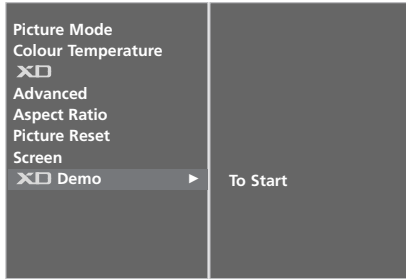 Picture Mode
Colour Temperature
XD
Advanced
Aspect Ratio
Picture Reset
Screen
XD Demo ►
To Start